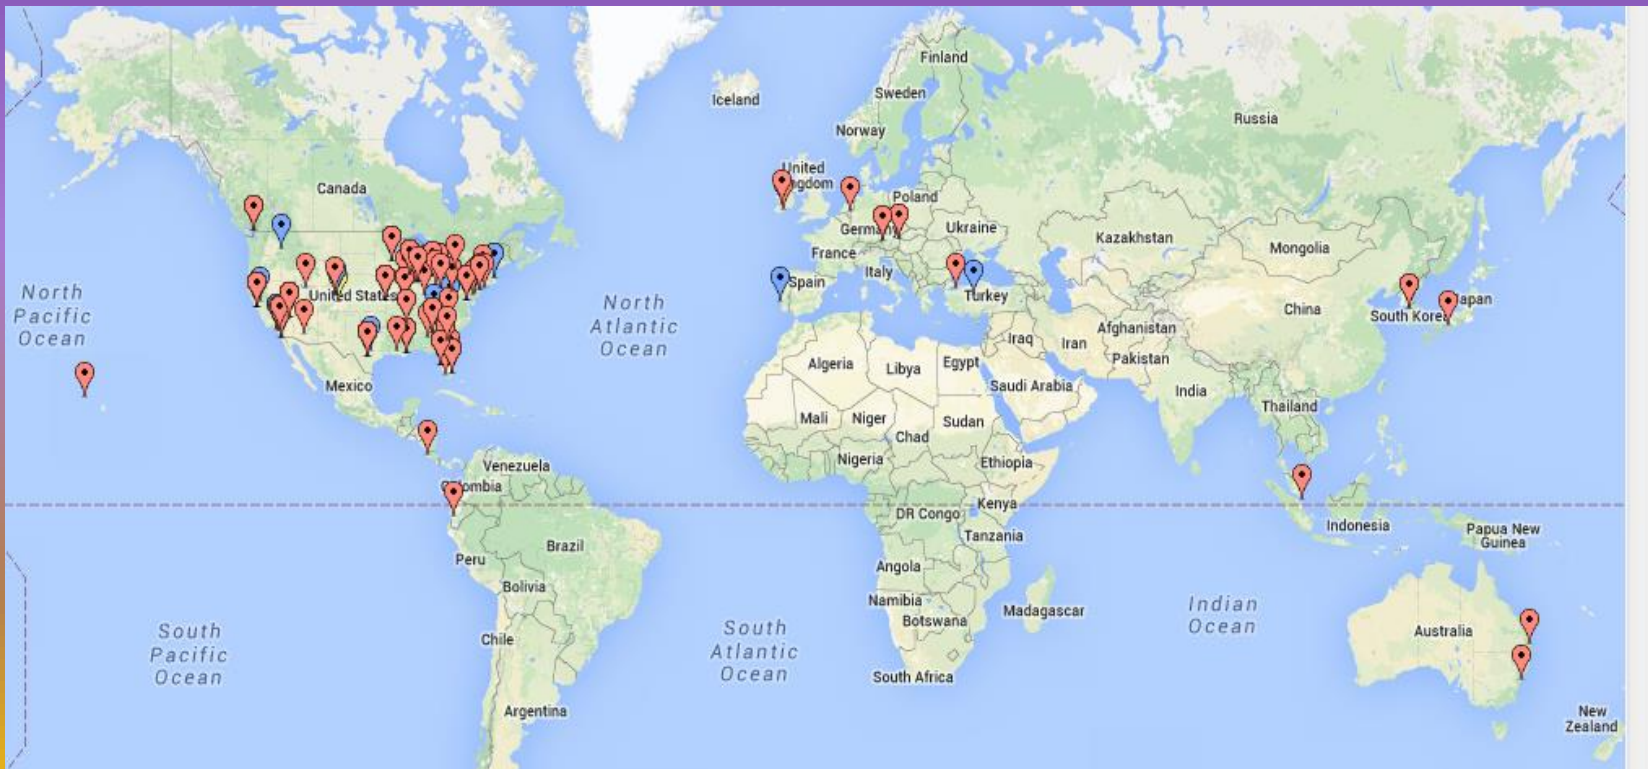 Finland
Iceland
Sweden
Russia
Norway
United
Kingdom
Canada
Poland
Germany
Ukraine
Kazakhstan
Mongolia
France
Italy
Spain
Turkey
United States
North
Pacific
Ocean
North
Atlantic
Ocean
China
Japan
South Korea
Afghanistan
Iraq
Iran
Pakistan
Algeria
Libya
Egypt
Saudi Arabia
India
Mexico
Thailand
Mali
Niger
Sudan
Chad
Nigeria
Ethiopia
Venezuela
Colombia
Kenya
DR Congo
Tanzania
Indonesia
Papua New
Guinea
Brazil
Peru
Angola
Bolivia
Namibia
Botswana
Madagascar
Indian
Ocean
South
Pacific
Ocean
South
Atlantic
Ocean
Chile
Australia
South Africa
Argentina
New
Zealand